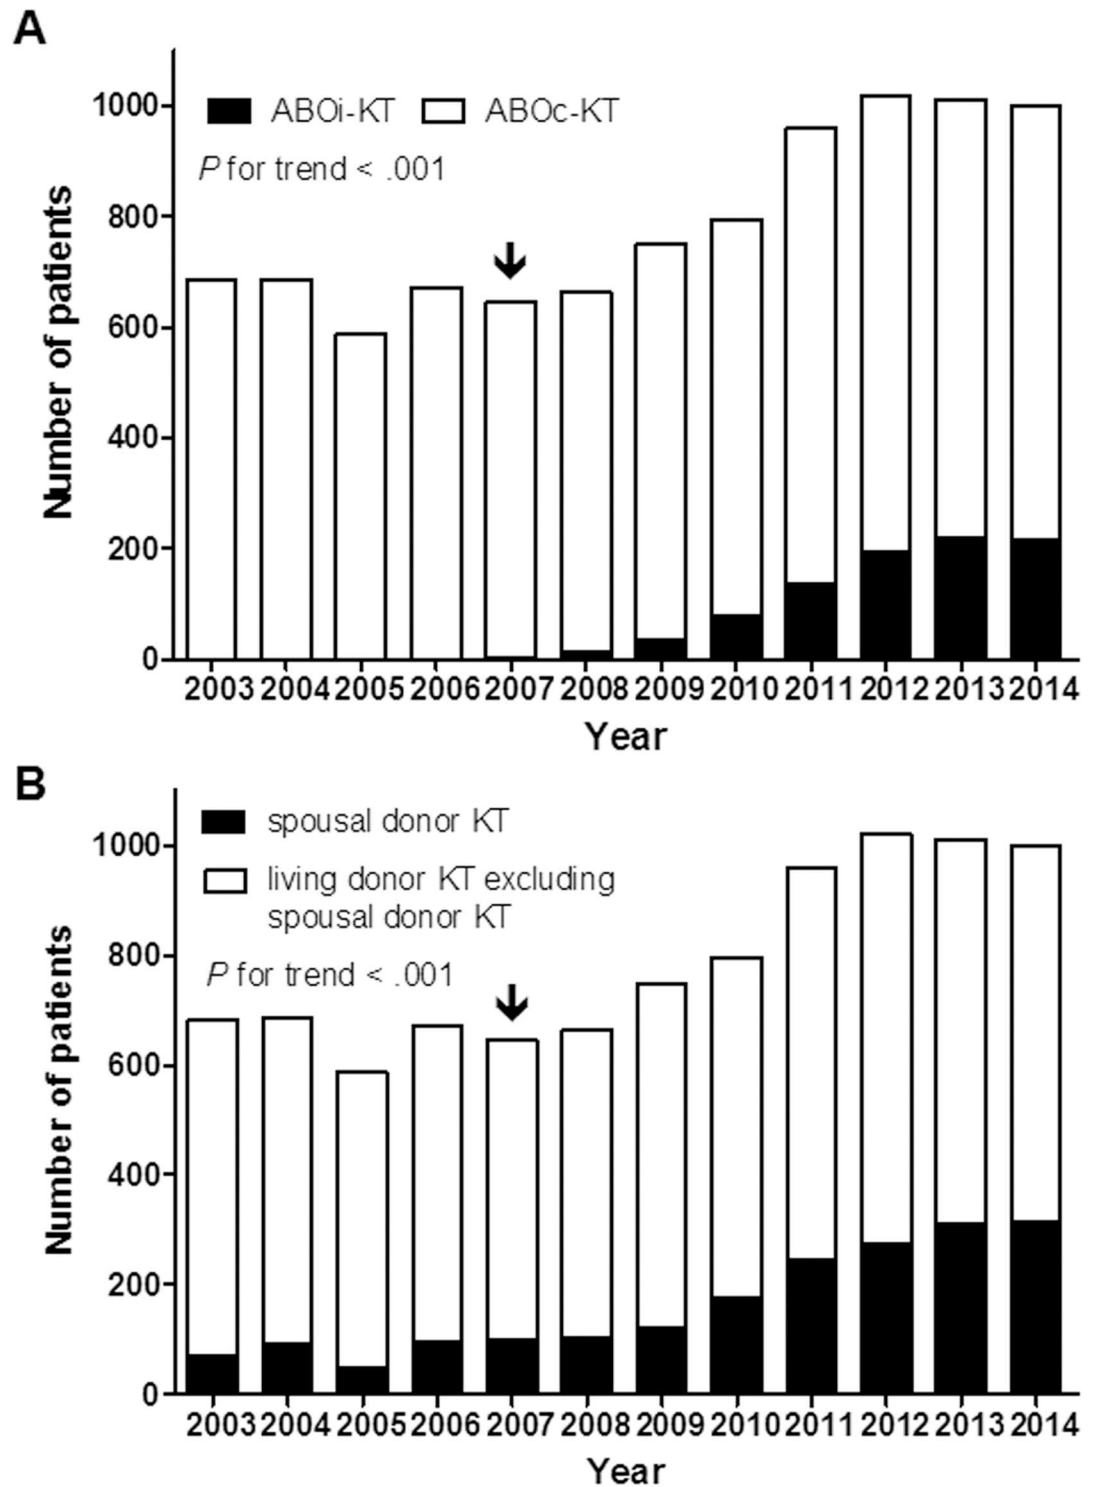 A
ABOi-KT ABOc-KT
P for trend < .001
Number of patients
1000
800
600
400
200
0
2003 2004 2005 2006 2007 2008 2009 2010 2011 2012 2013 2014
Year
B
spousal donor KT
living donor KT excluding
spousal donor KT
P for trend < .001
Number of patients
1000
800
600
400
200
0
2003 2004 2005 2006 2007 2008 2009 2010 2011 2012 2013 2014
Year